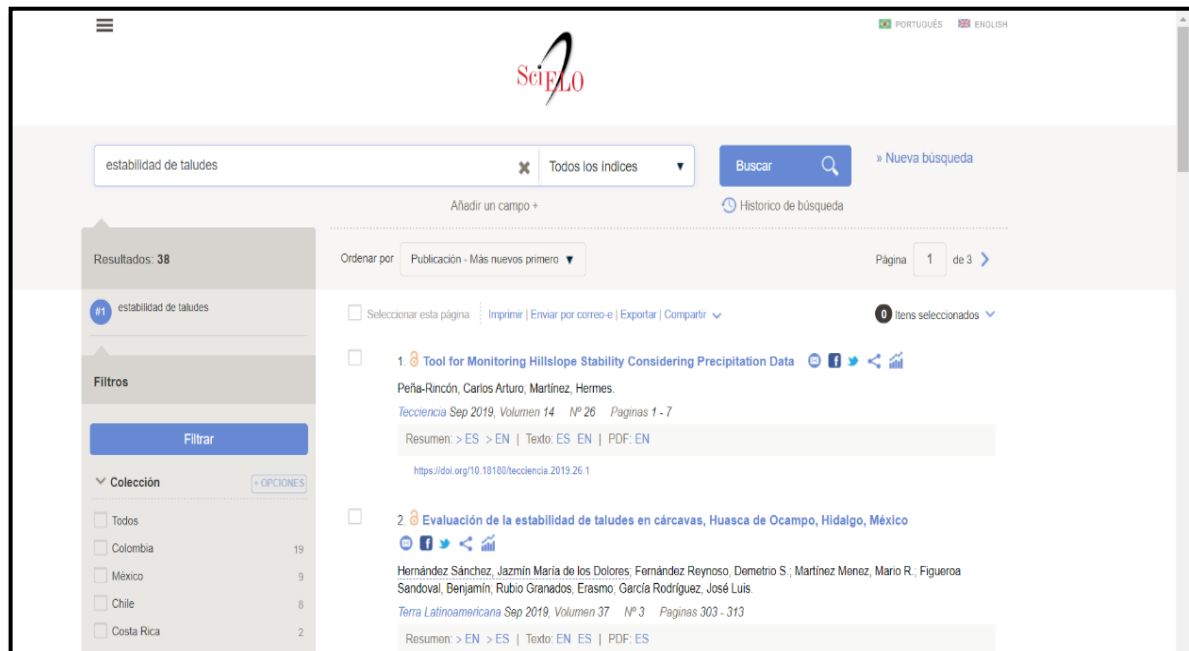 PORTUGUÊS ENGLISH
SciELO
estabilidad de taludes
Todos los índices
Buscar
» Nueva búsqueda
Añadir un campo +
Historico de búsqueda
Resultados: 38
Ordenar por
Publicación - Más nuevos primero
Página 1 de 3
#1 estabilidad de taludes
Seleccionar esta página
Imprimir | Enviar por correo-e | Exportar | Compartir
0 Itens seleccionados
Filtros
Filtrar
Colección
+ OPCIONES
Todos
Colombia 19
México 9
Chile 8
Costa Rica 2
1. Tool for Monitoring Hillslope Stability Considering Precipitation Data
Peña-Rincón, Carlos Arturo; Martínez, Hermes.
Tecciencia Sep 2019, Volumen 14 Nº 26 Paginas 1 - 7
Resumen: > ES > EN | Texto: ES EN | PDF: EN
https://doi.org/10.18180/tecciencia.2019.26.1
2. Evaluación de la estabilidad de taludes en cárcavas, Huasca de Ocampo, Hidalgo, México
Hernández Sánchez, Jazmín María de los Dolores; Fernández Reynoso, Demetrio S.; Martínez Menez, Mario R.; Figueroa
Sandoval, Benjamín; Rubio Granados, Erasmo; García Rodríguez, José Luis.
Terra Latinoamericana Sep 2019, Volumen 37 Nº 3 Paginas 303 - 313
Resumen: > EN > ES | Texto: EN ES | PDF: ES